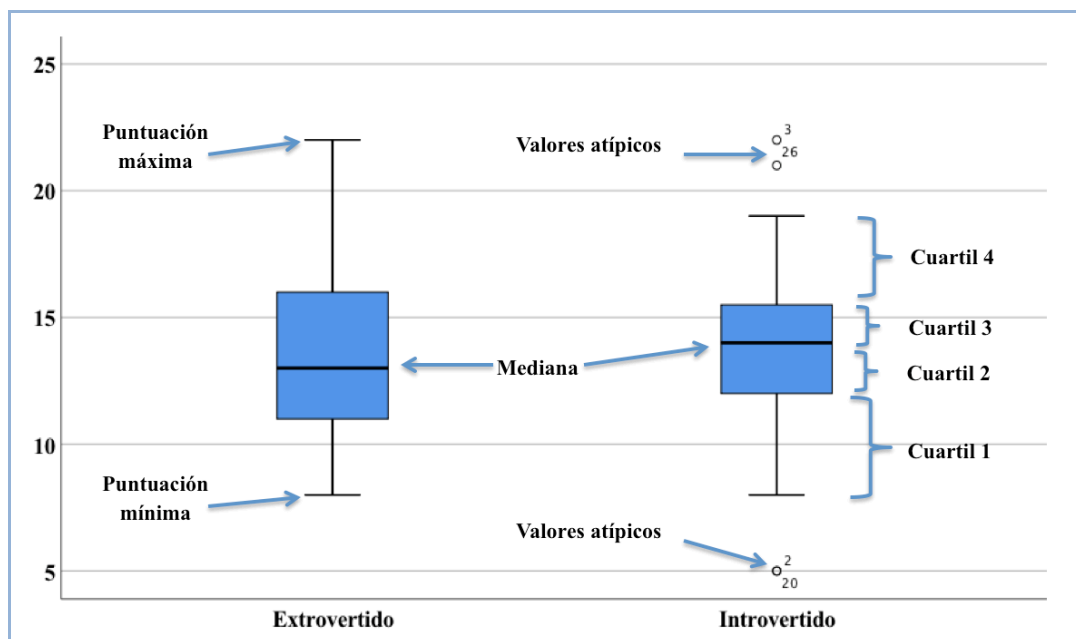 25
Puntuación
máxima
Valores atípicos
3
26
20
Cuartil 4
15
Cuartil 3
Mediana
Cuartil 2
10
Cuartil 1
Puntuación
mínima
Valores atípicos
2
20
5
Extrovertido
Introvertido